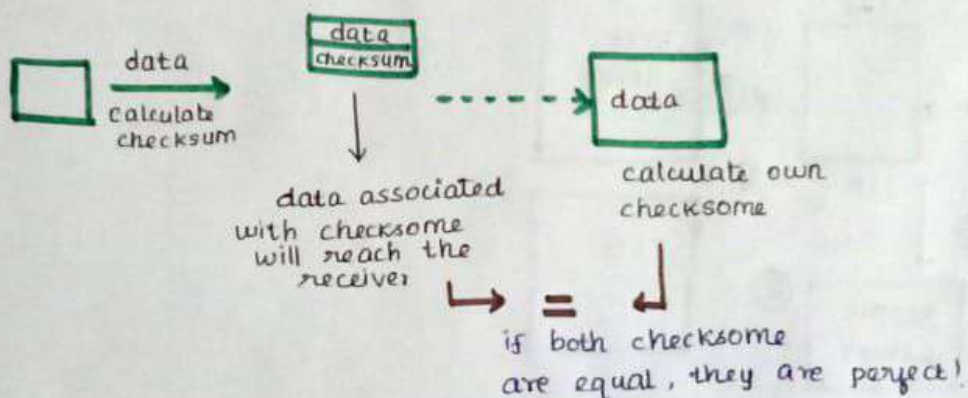 data
calculate
checksum
data
checksum
data
data associated
with checksome
will reach the
receiver
calculate own
checksome
=
if both checksome
are equal, they are perfect!